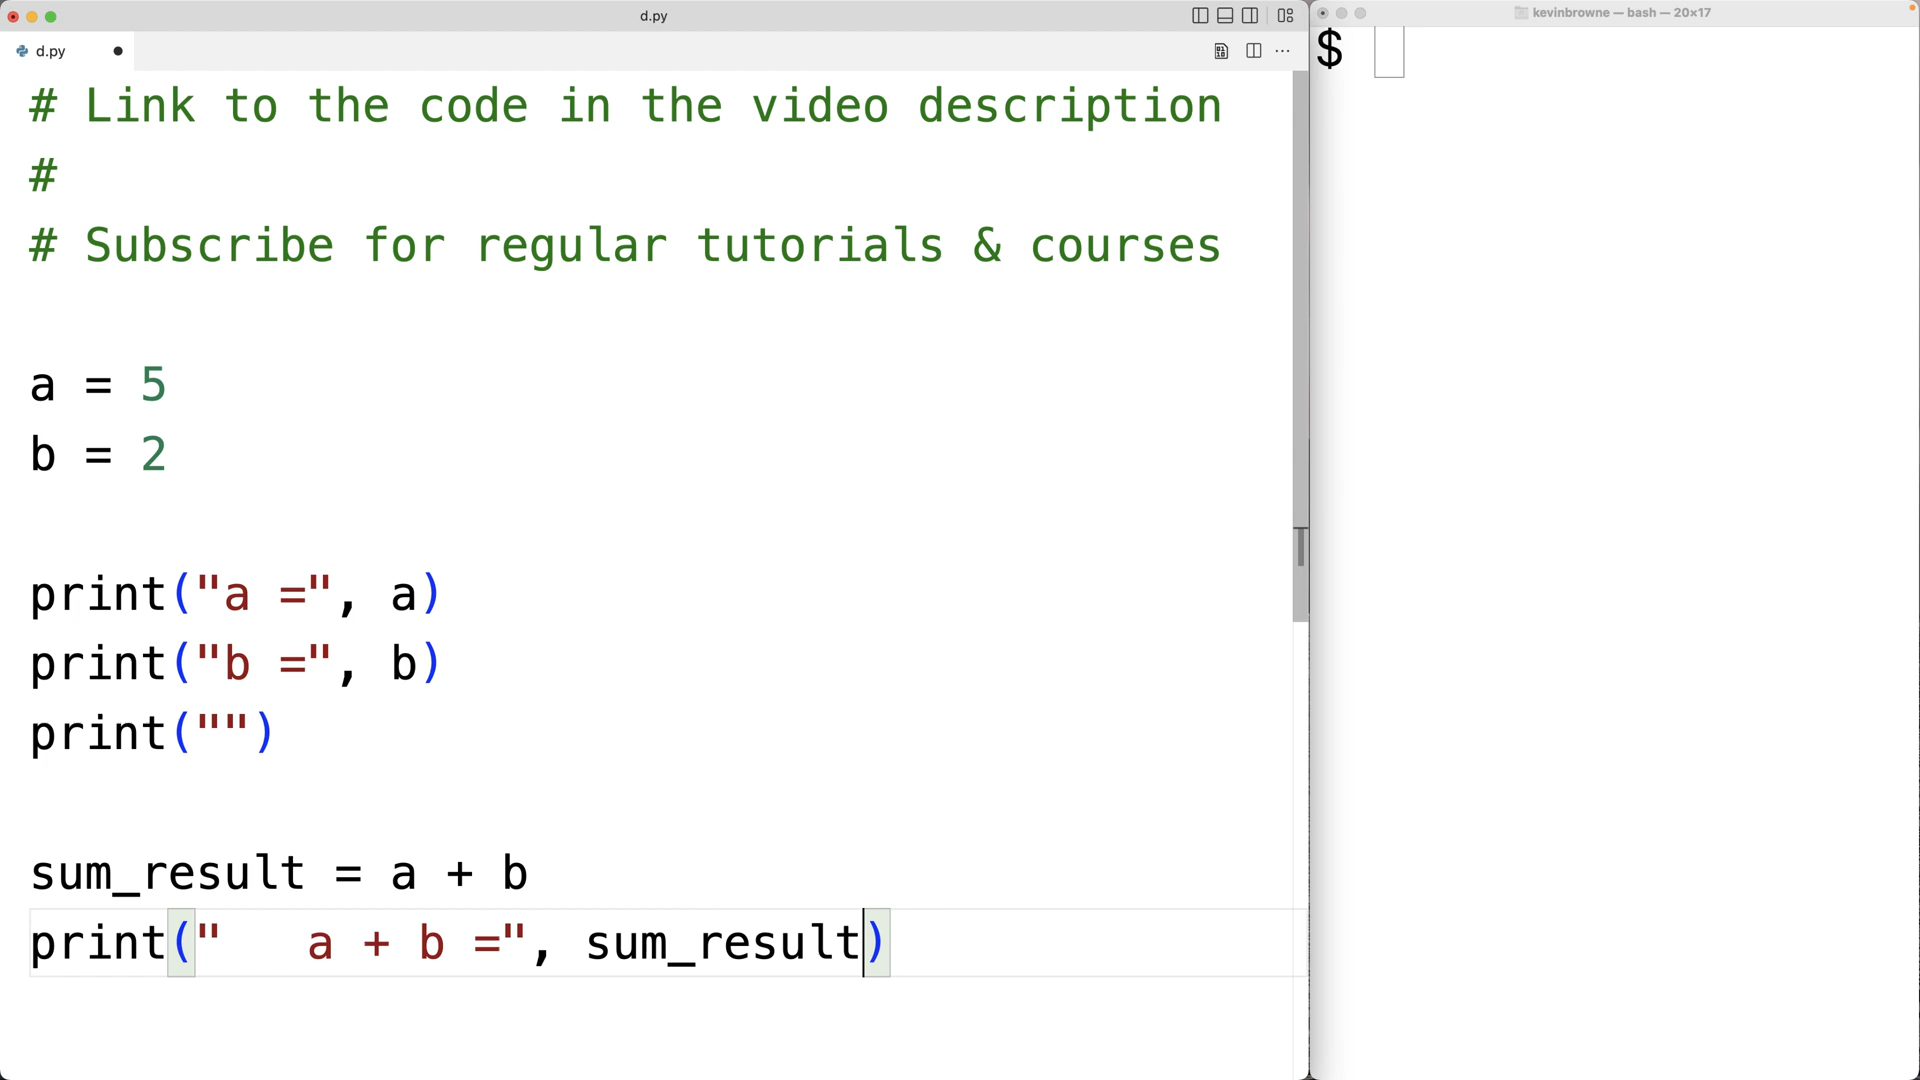 d.py
kevinbrowne — bash — 20×17
d.py
$
# Link to the code in the video description
#
# Subscribe for regular tutorials & courses
a = 5
b = 2
print("a =", a)
print("b =", b)
print("")
sum_result = a + b
print("   a + b =", sum_result)